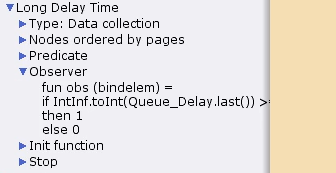 Long Delay Time
Type: Data collection
Nodes ordered by pages
Predicate
Observer
fun obs (bindelem) =
if IntInf.toInt(Queue_Delay.last()) >=
then 1
else 0
Init function
Stop